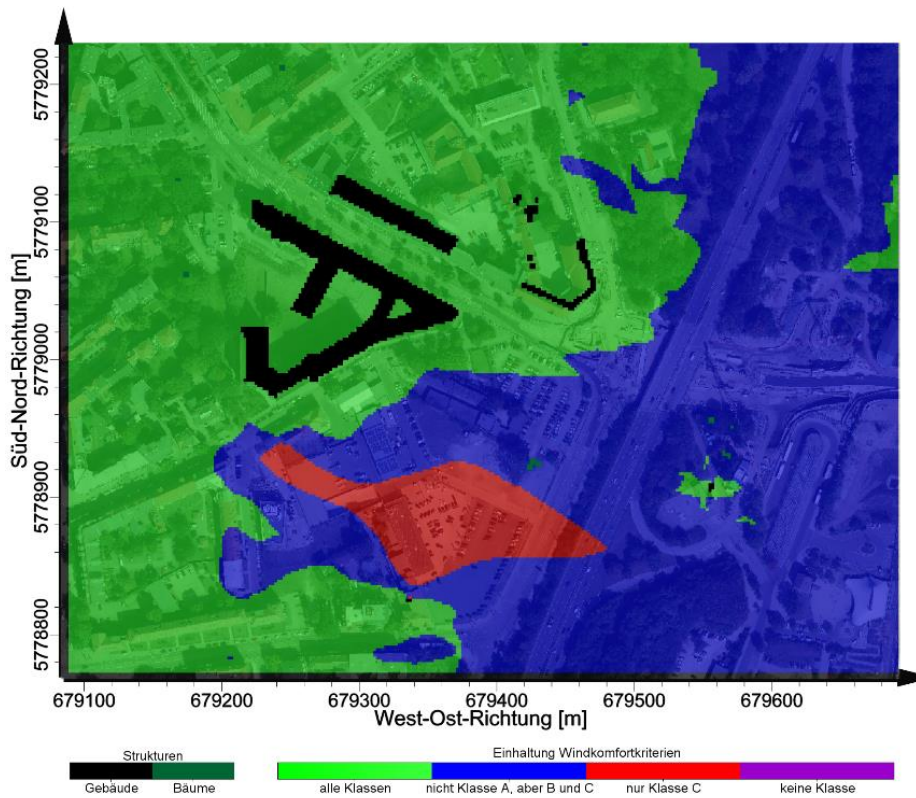 5779200
5779100
5779000
5778900
5778800
Süd-Nord-Richtung [m]
679100 679200 679300 679400 679500 679600
West-Ost-Richtung [m]
Strukturen
Gebäude Bäume
Einhaltung Windkomfortkriterien
alle Klassen nicht Klasse A, aber B und C nur Klasse C keine Klasse